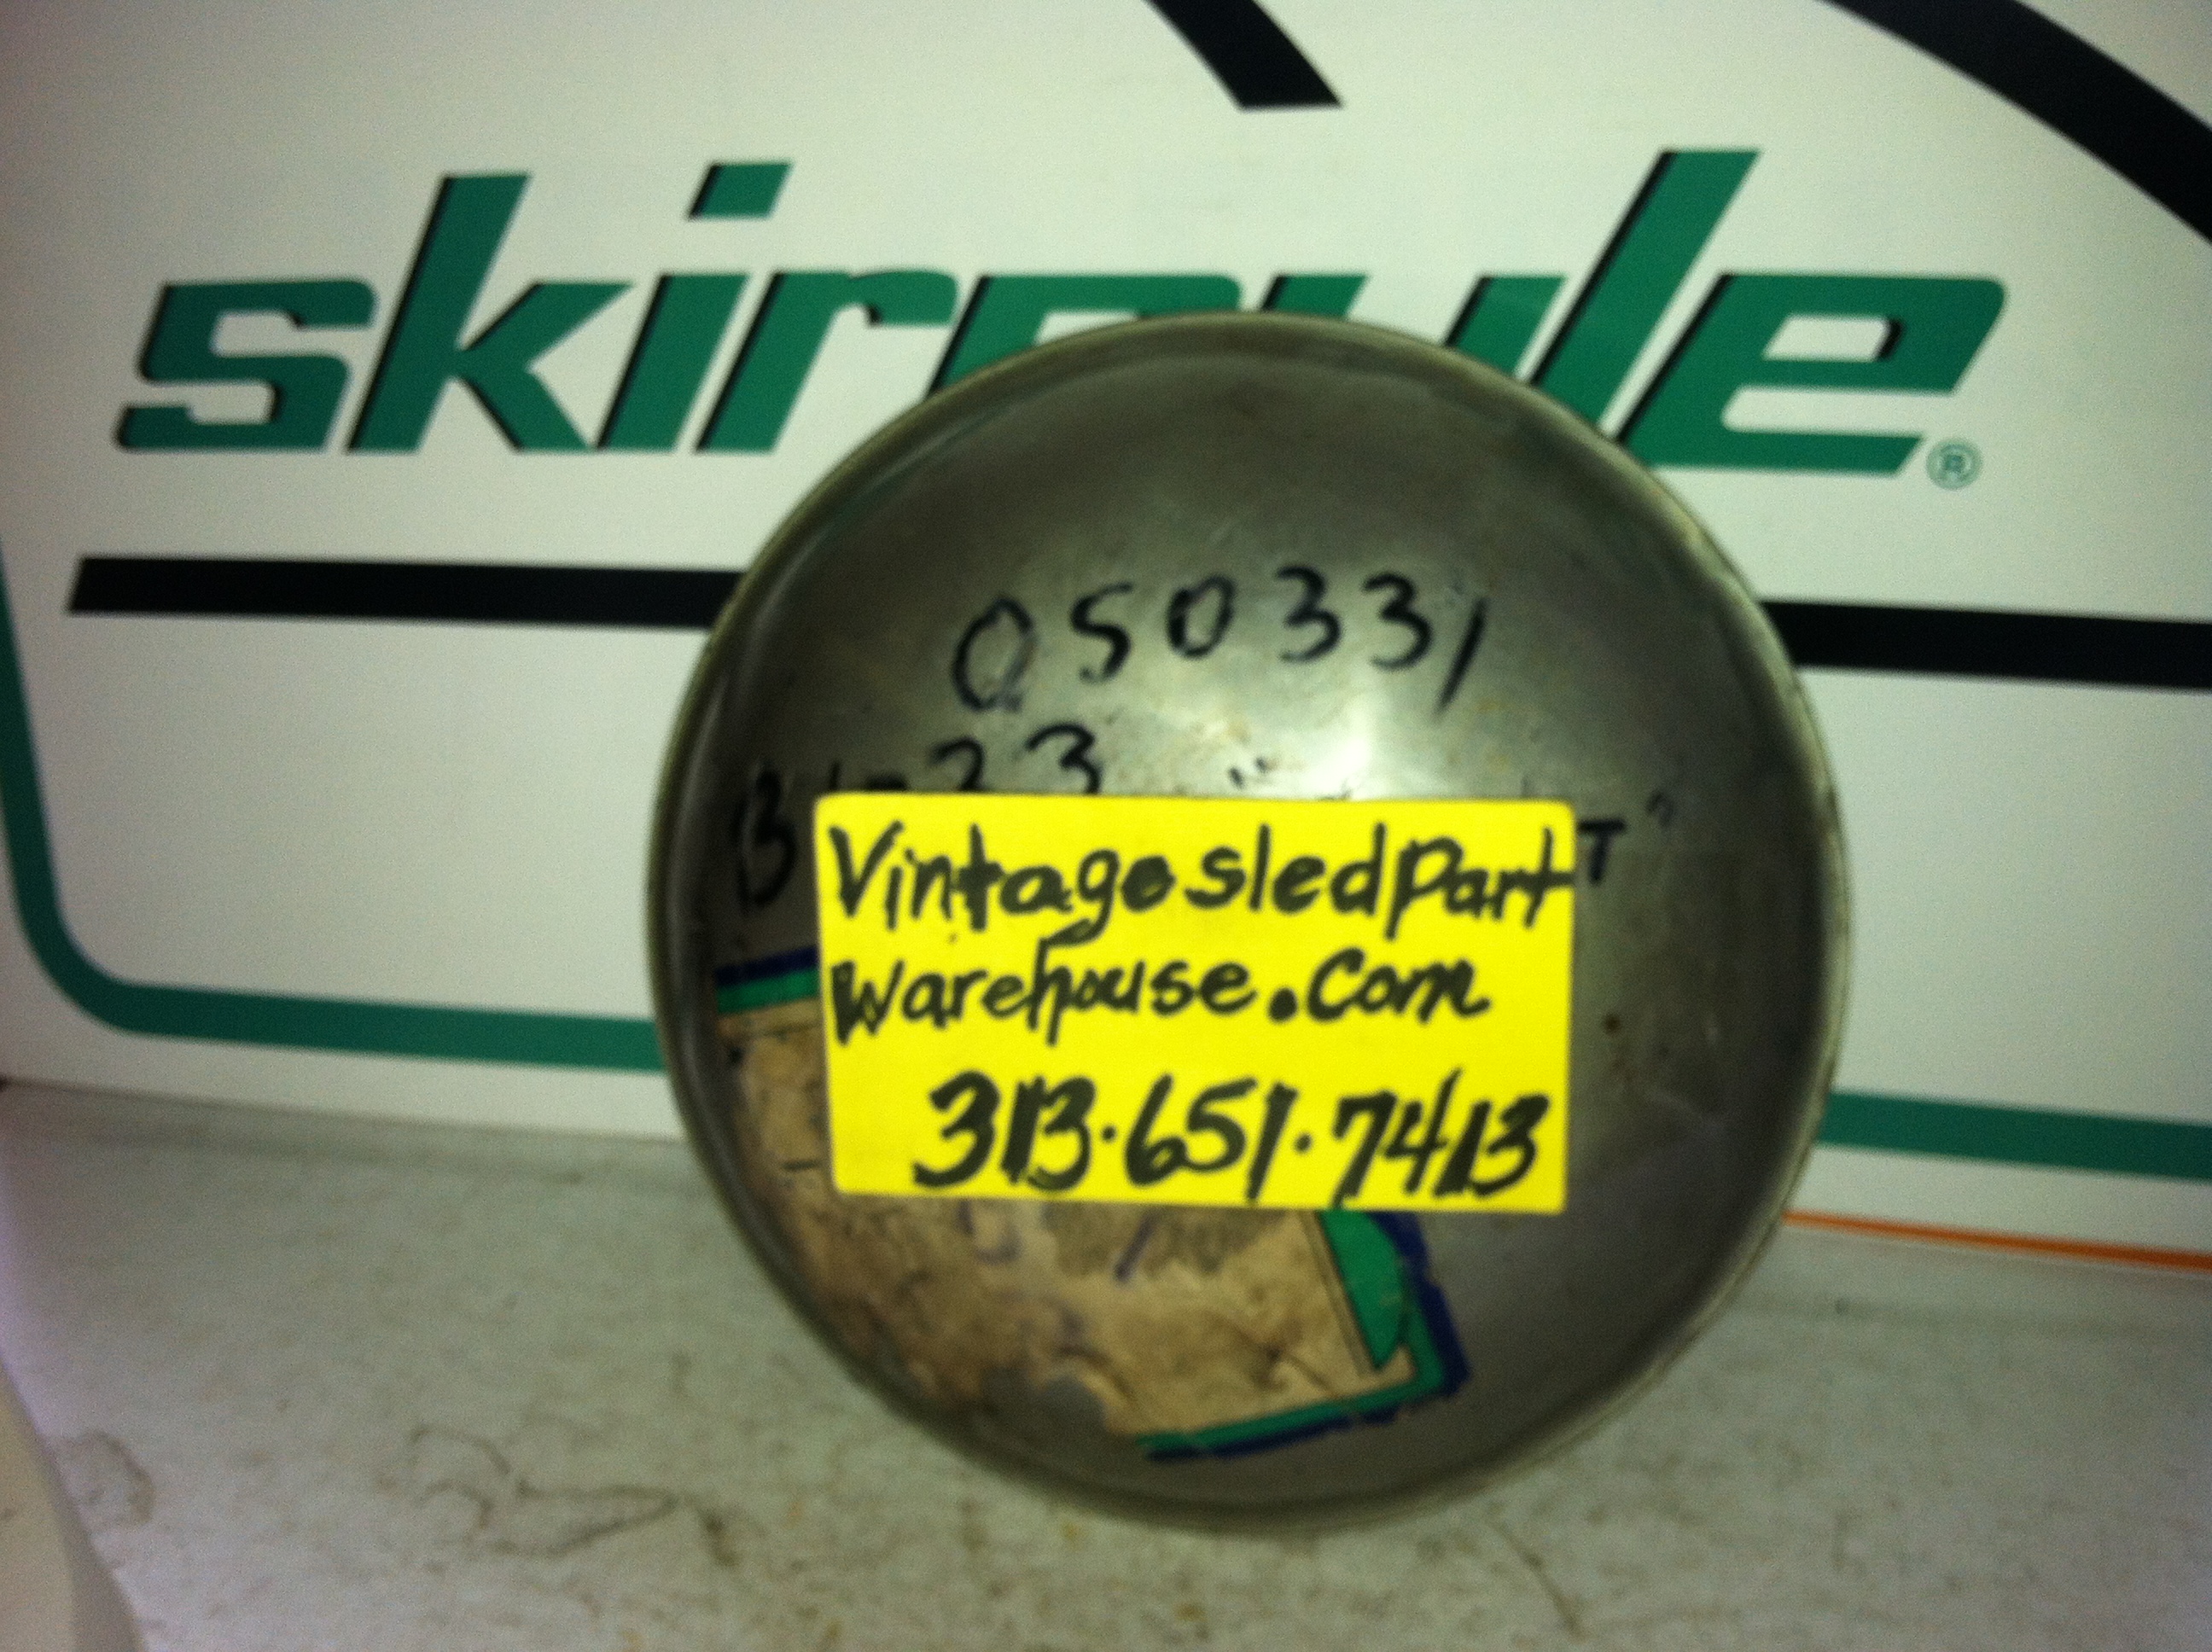 skiroule®
050331
Vintagesledpart
Warehouse.com
313.651.7413